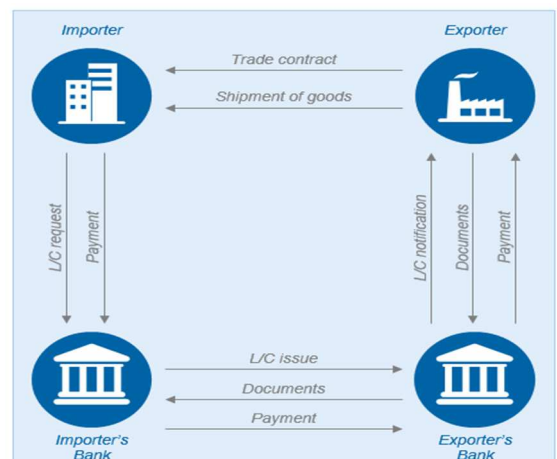 Importer
Exporter
Trade contract
Shipment of goods
L/C request
Payment
L/C notification
Documents
Payment
L/C issue
Documents
Payment
Importer's
Bank
Exporter's
Bank